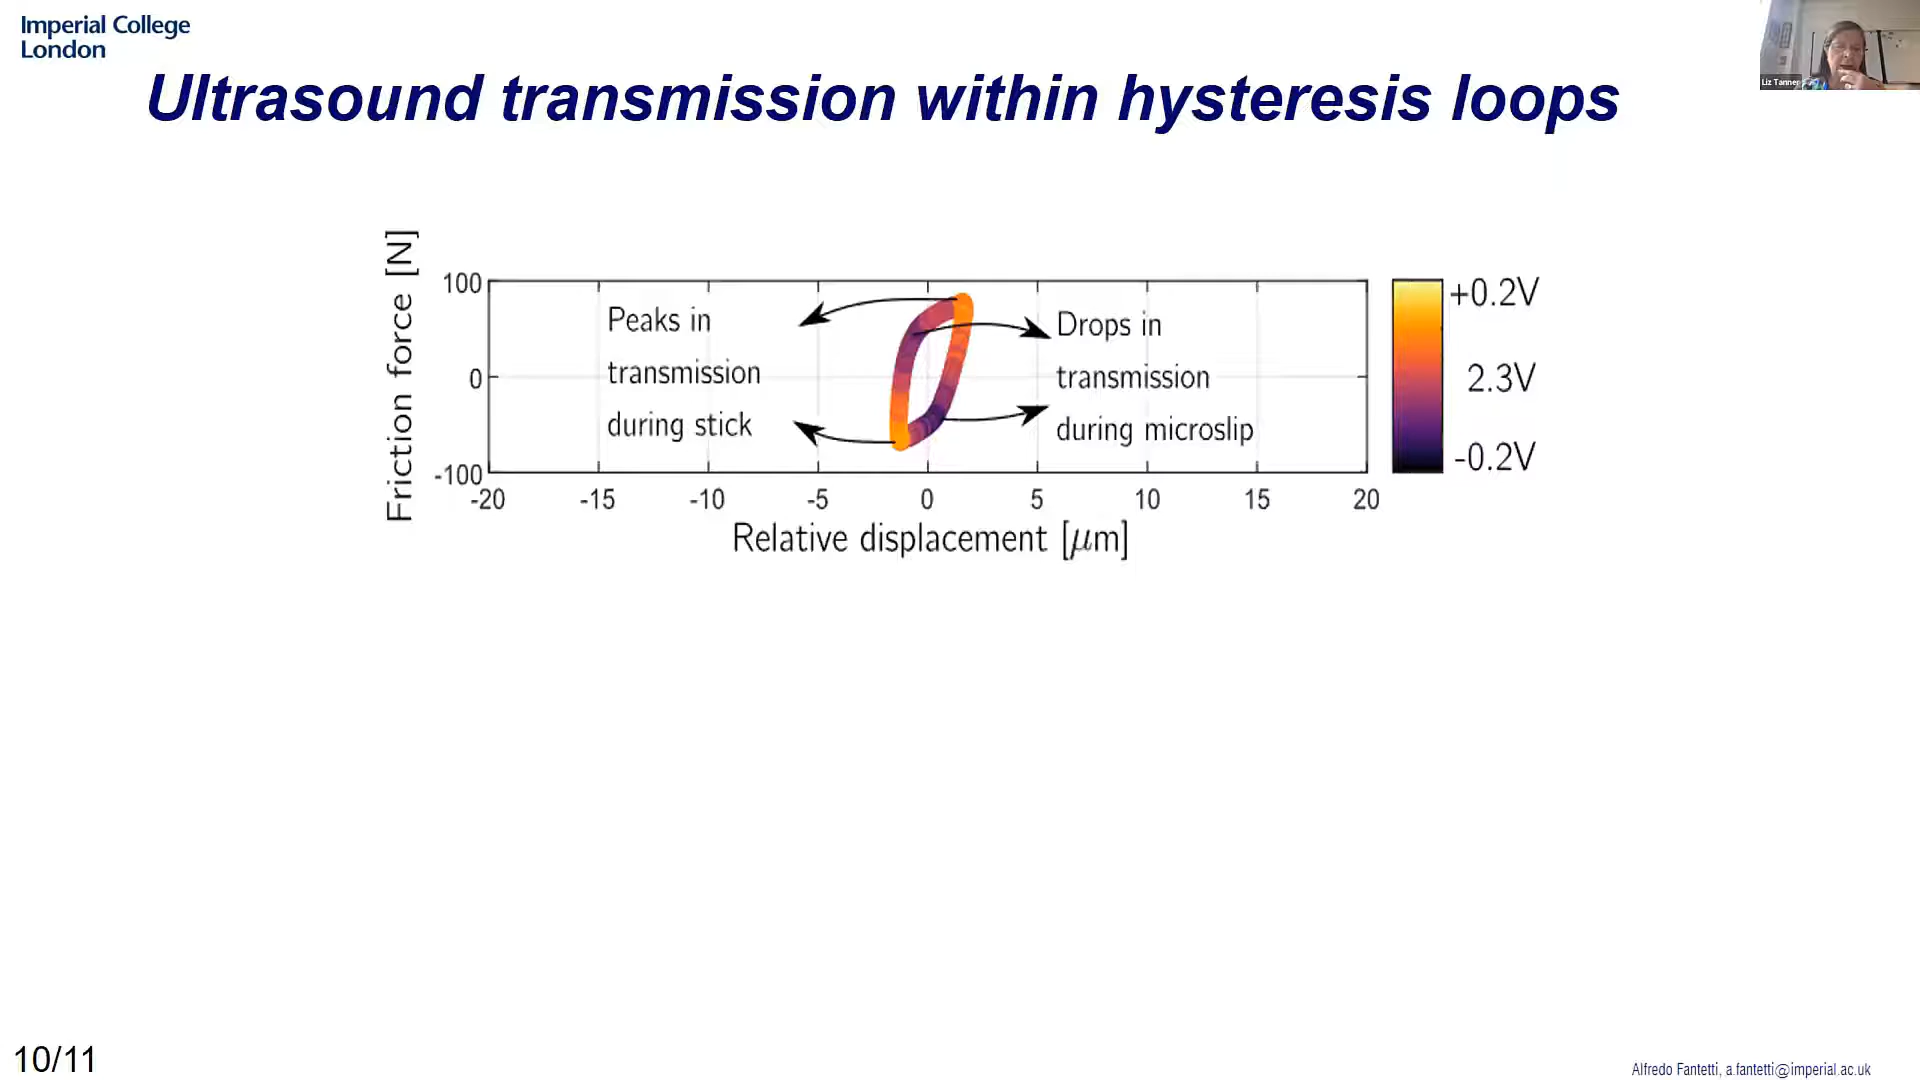 Imperial College
London
Liz Tanner
Ultrasound transmission within hysteresis loops
Friction force [N]
100
0
-100
Peaks in
transmission
during stick
Drops in
transmission
during microslip
+0.2V
2.3V
-0.2V
-20 -15 -10 -5 0 5 10 15 20
Relative displacement [μm]
10/11
Alfredo Fantetti, a.fantetti@imperial.ac.uk